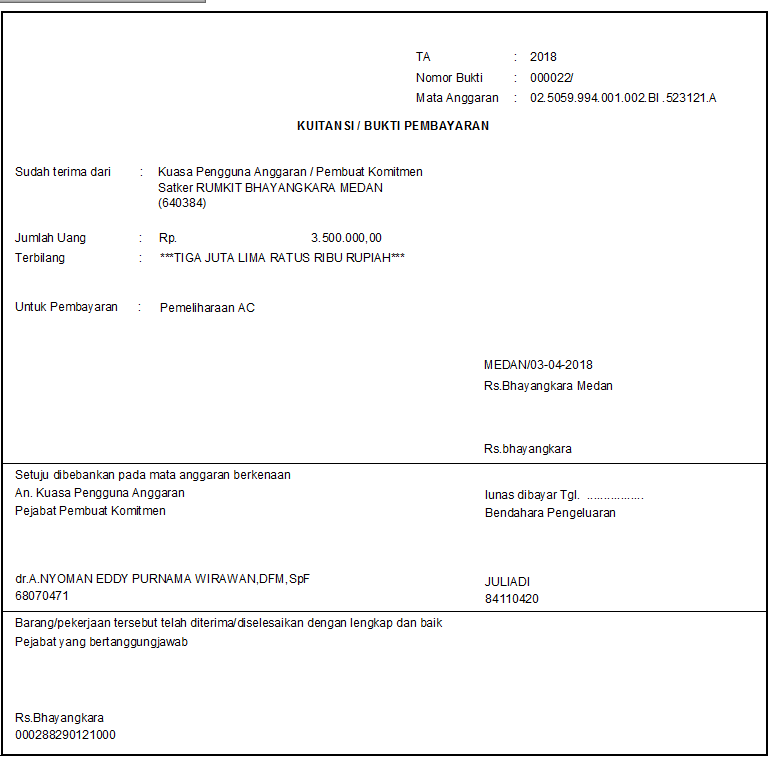 TA : 2018
Nomor Bukti : 000022/
Mata Anggaran : 02.5059.994.001.002.BI .523121.A
KUITANSI / BUKTI PEMBAYARAN
Sudah terima dari : Kuasa Pengguna Anggaran / Pembuat Komitmen
Satker RUMKIT BHAYANGKARA MEDAN
(640384)
Jumlah Uang : Rp. 3.500.000,00
Terbilang : ***TIGA JUTA LIMA RATUS RIBU RUPIAH***
Untuk Pembayaran : Pemeliharaan AC
MEDAN/03-04-2018
Rs.Bhayangkara Medan
Rs.bhayangkara
Setuju dibebankan pada mata anggaran berkenaan
An. Kuasa Pengguna Anggaran
Pejabat Pembuat Komitmen
lunas dibayar Tgl. .................
Bendahara Pengeluaran
dr.A.NYOMAN EDDY PURNAMA WIRAWAN,DFM,SpF
68070471
JULIADI
84110420
Barang/pekerjaan tersebut telah diterima/diselesaikan dengan lengkap dan baik
Pejabat yang bertanggungjawab
Rs.Bhayangkara
000288290121000